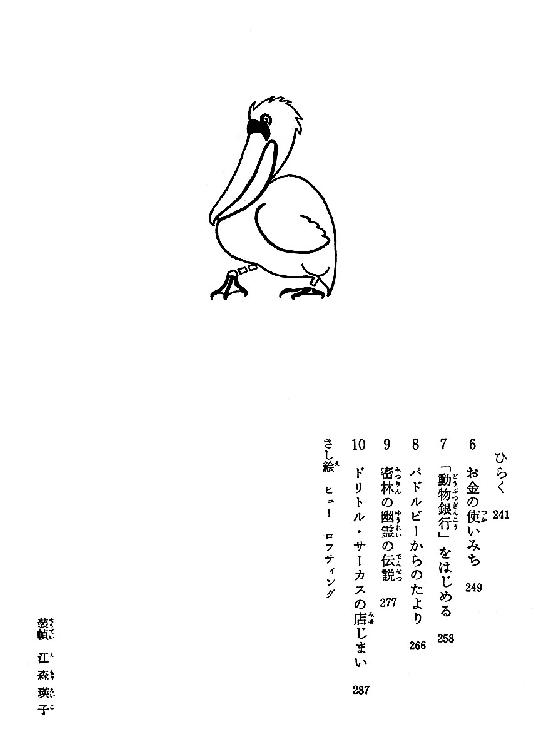 ひらく 241
6 お金の使いみち 249
7 「動物銀行」をはじめる 258
8 パドルビーからのたより 266
9 密林の幽霊の伝説 277
10 ドリトル・サーカスの店じまい 287
さし絵 ヒュー ロフティング
装幀 江森瑛子